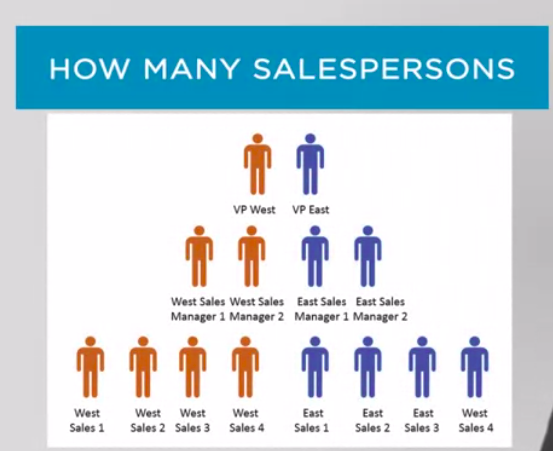 HOW MANY SALESPERSONS
VP West VP East
West Sales West Sales East Sales East Sales
Manager 1 Manager 2 Manager 1 Manager 2
West West West West East East East West
Sales 1 Sales 2 Sales 3 Sales 4 Sales 1 Sales 2 Sales 3 Sales 4